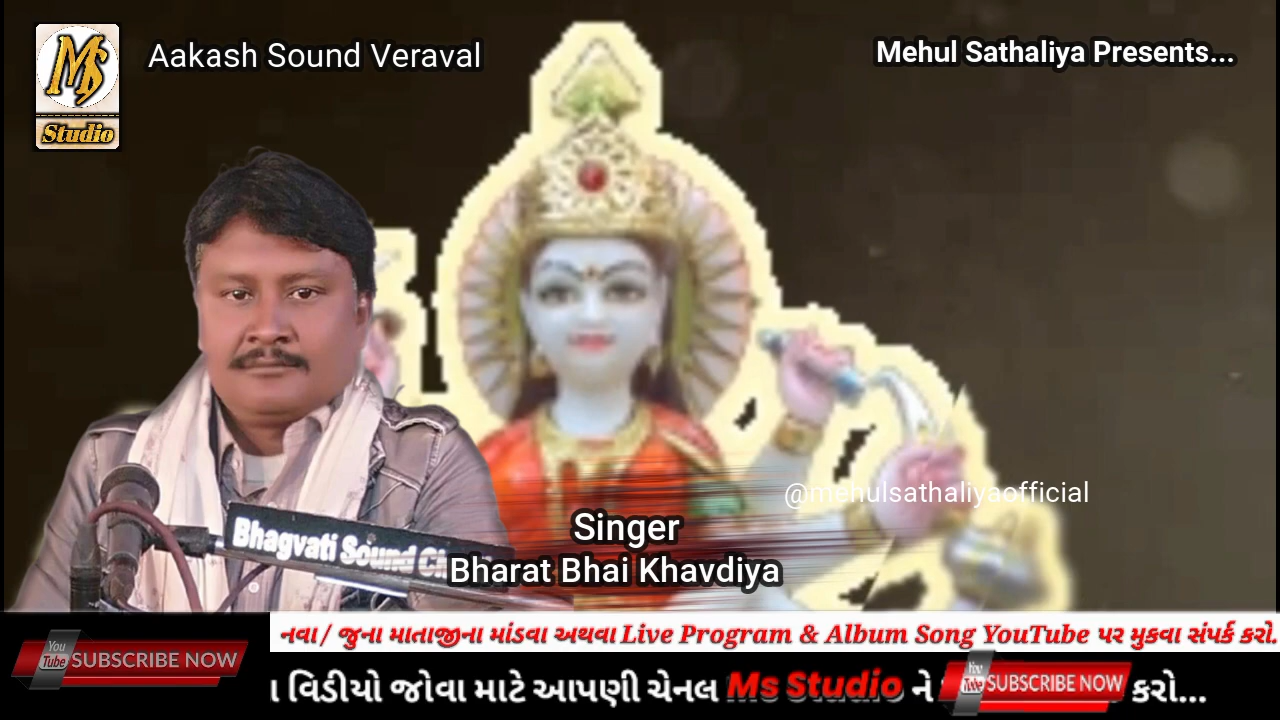 MS
Studio
Aakash Sound Veraval
Mehul Sathaliya Presents...
@mehulsathaliyaofficial
Bhagvati Sound
Singer
Bharat Bhai Khavdiya
નવા / જુના માતાજીના માંડવા અથવા Live Program & Album Song YouTube પર મુકવા સંપર્ક કરો.
You Tube SUBSCRIBE NOW
વિડીયો જોવા માટે આપણી ચેનલ Ms Studio ને You Tube SUBSCRIBE NOW કરો...